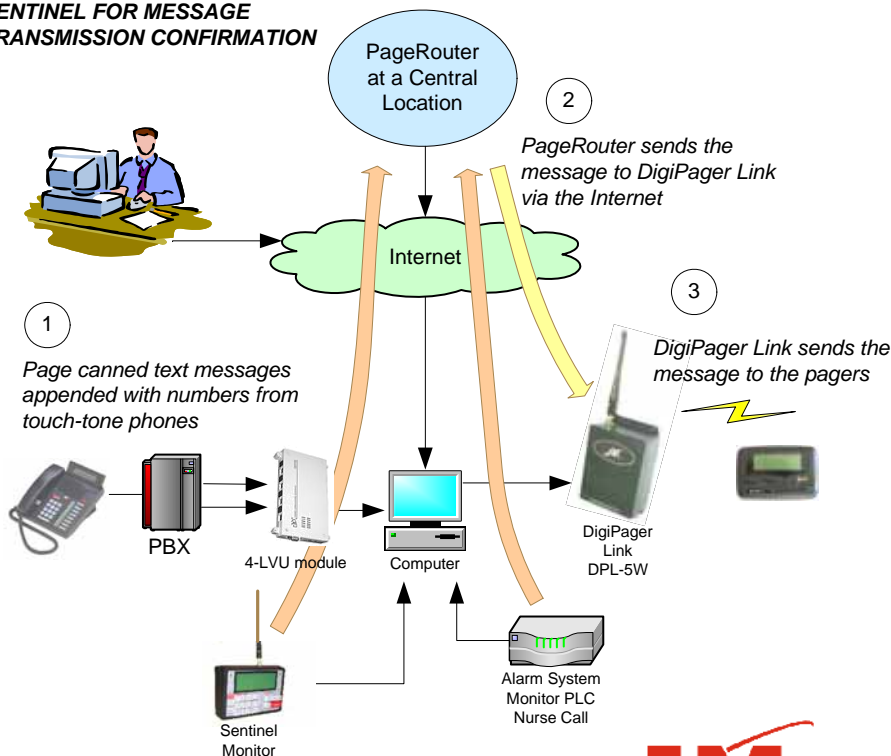 ENTINEL FOR MESSAGE
RANSMISSION CONFIRMATION
PageRouter
at a Central
Location
2
PageRouter sends the
message to DigiPager Link
via the Internet
Internet
1
Page canned text messages
appended with numbers from
touch-tone phones
3
DigiPager Link sends the
message to the pagers
PBX
4-LVU module
Computer
DigiPager
Link
DPL-5W
Sentinel
Monitor
Alarm System
Monitor PLC
Nurse Call